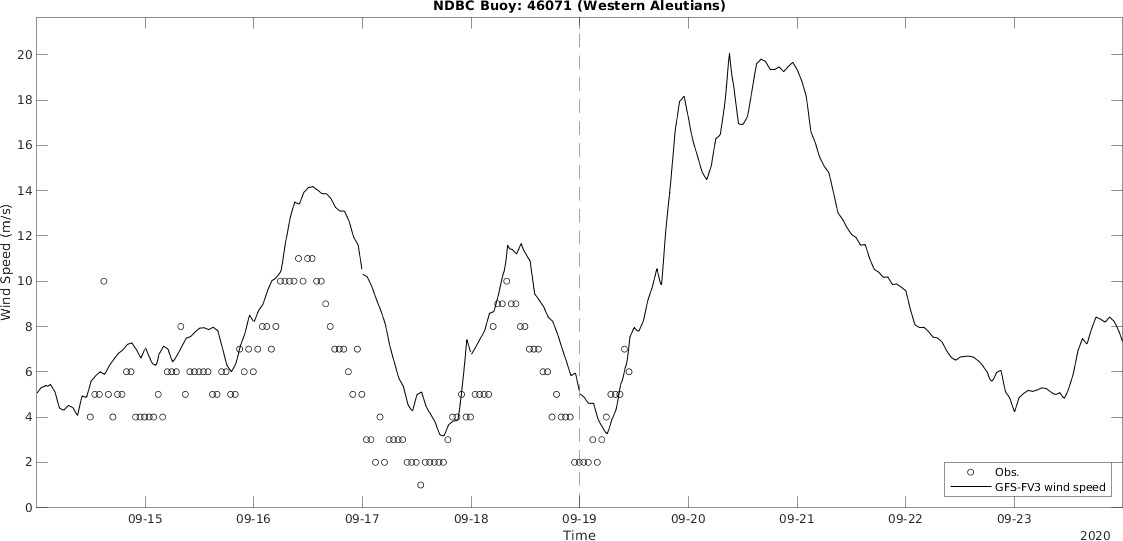 NDBC Buoy: 46071 (Western Aleutians)
Wind Speed (m/s)
20
18
16
14
12
10
8
6
4
2
0
09-15 09-16 09-17 09-18 09-19 09-20 09-21 09-22 09-23
Time
2020
Obs.
GFS-FV3 wind speed